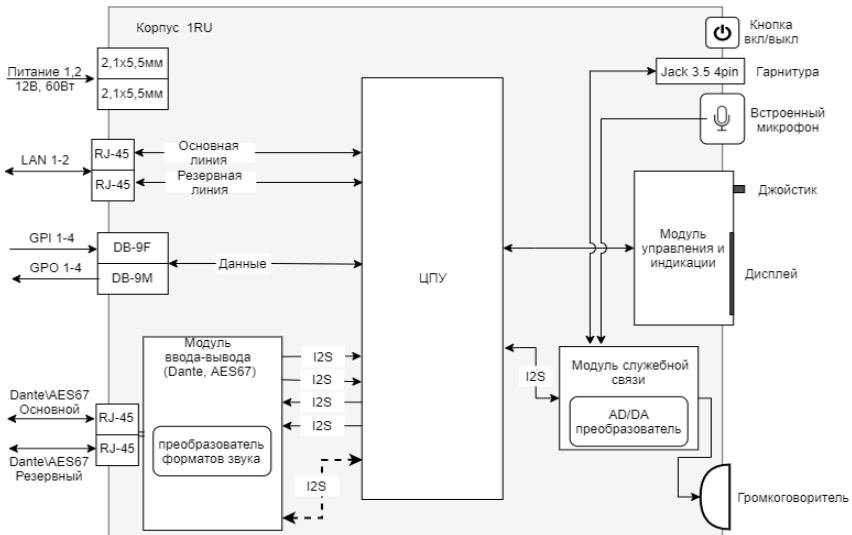 Корпус 1RU
Кнопка
вкл/выкл
2,1x5,5мм
Питание 1,2
12В, 60Вт
2,1x5,5мм
Jack 3.5 4pin
Гарнитура
Встроенный
микрофон
RJ-45
Основная
линия
LAN 1-2
RJ-45
Резервная
линия
Джойстик
GPI 1-4
DB-9F
GPO 1-4
DB-9M
Данные
ЦПУ
Модуль
управления и
индикации
Дисплей
Модуль
ввода-вывода
(Dante, AES67)
I2S
I2S
I2S
I2S
I2S
I2S
Модуль служебной
связи
AD/DA
преобразователь
Dante\AES67
Основной
RJ-45
RJ-45
Dante\AES67
Резервный
преобразователь
форматов звука
Громкоговоритель